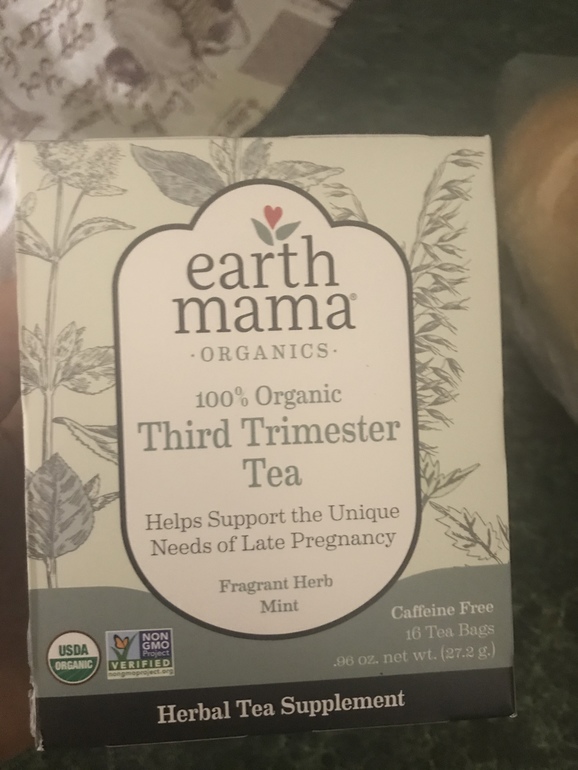 earth
mama®
·ORGANICS·
100% Organic
Third Trimester
Tea
Helps Support the Unique
Needs of Late Pregnancy
Fragrant Herb
Mint
Caffeine Free
16 Tea Bags
.96 oz. net wt. (27.2 g.)
USDA
ORGANIC
NON
GMO
Project
VERIFIED
nongmoproject.org
Herbal Tea Supplement